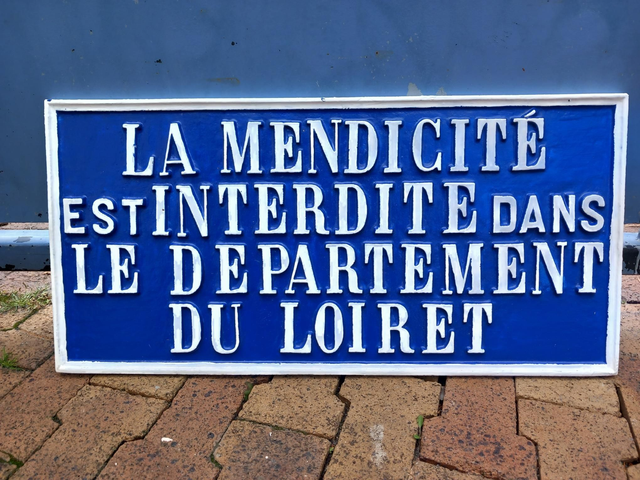 LA MENDICITÉ
EST INTERDITE DANS
LE DEPARTEMENT
DU LOIRET